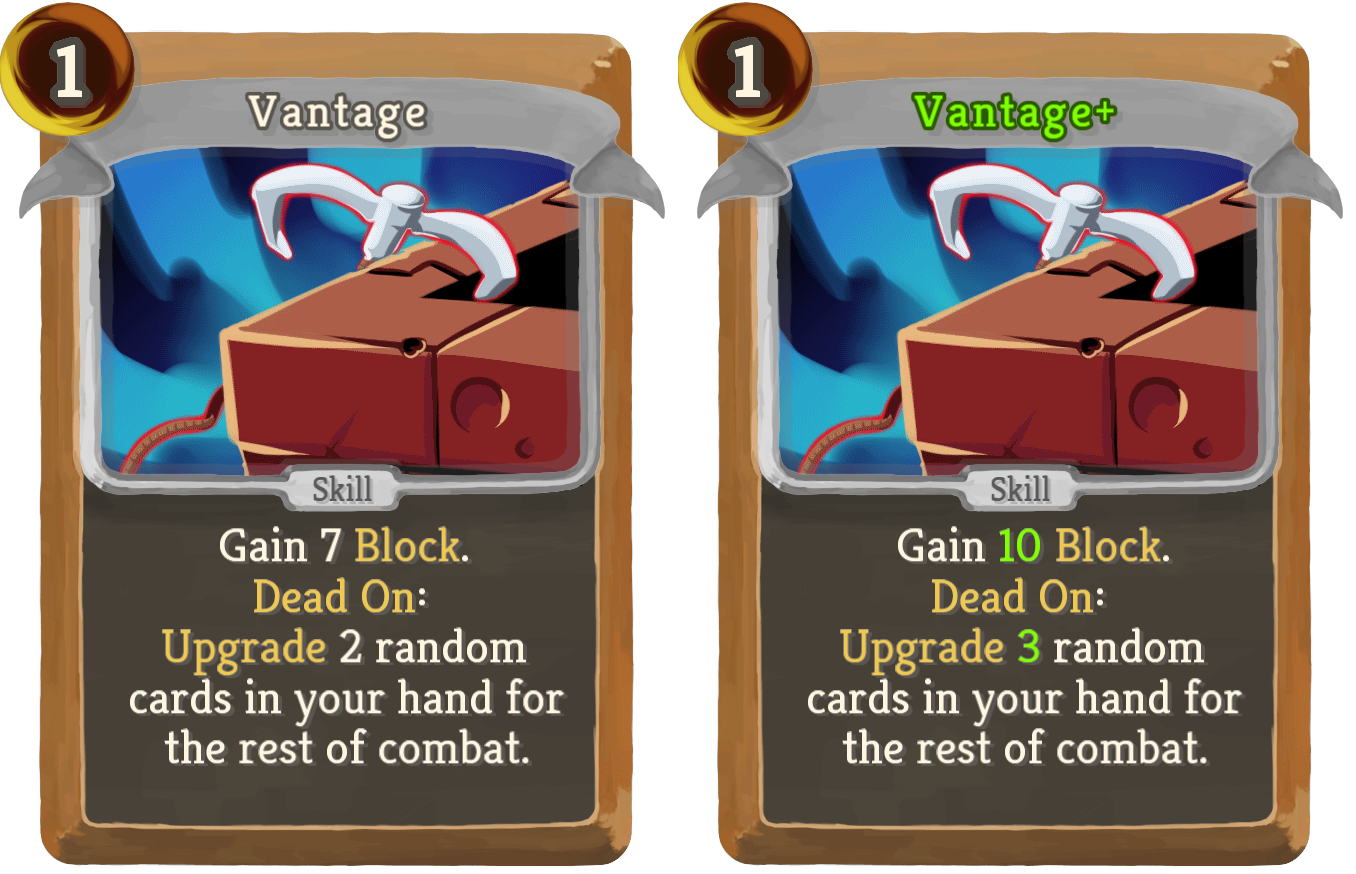 1
Vantage
Skill
Gain 7 Block.
Dead On:
Upgrade 2 random
cards in your hand for
the rest of combat.
1
Vantage+
Skill
Gain 10 Block.
Dead On:
Upgrade 3 random
cards in your hand for
the rest of combat.